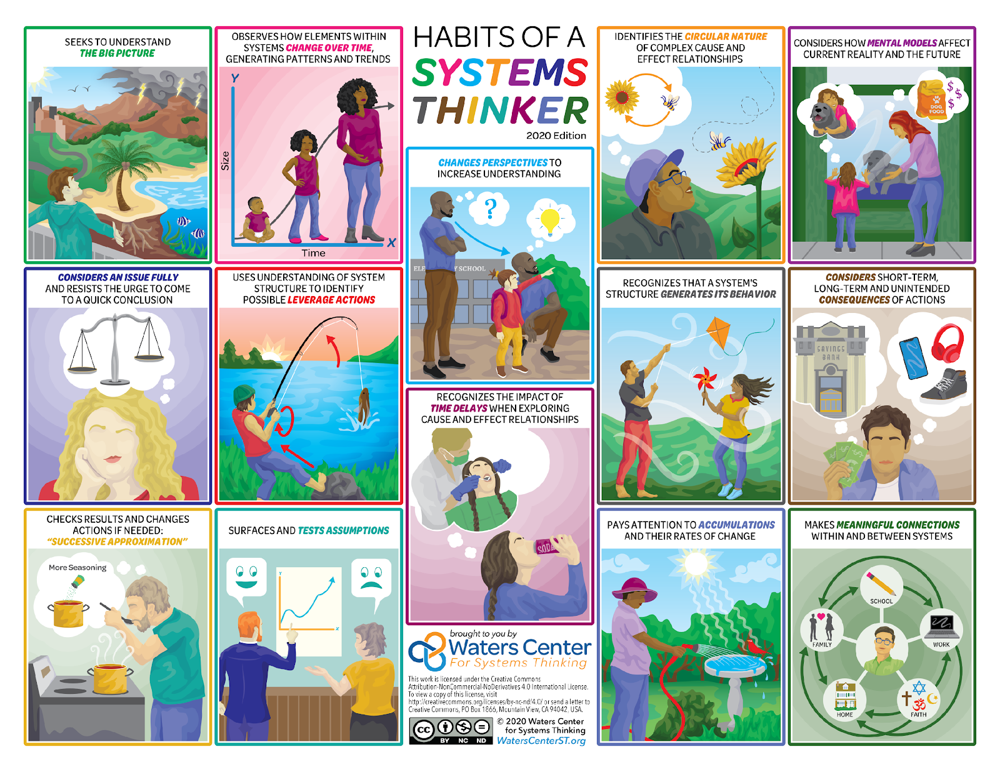 HABITS OF A
SYSTEMS
THINKER
2020 Edition
SEEKS TO UNDERSTAND
THE BIG PICTURE
OBSERVES HOW ELEMENTS WITHIN
SYSTEMS CHANGE OVER TIME,
GENERATING PATTERNS AND TRENDS
Y
Size
Time
X
CHANGES PERSPECTIVES TO
INCREASE UNDERSTANDING
?
SCHOOL
IDENTIFIES THE CIRCULAR NATURE
OF COMPLEX CAUSE AND
EFFECT RELATIONSHIPS
CONSIDERS HOW MENTAL MODELS AFFECT
CURRENT REALITY AND THE FUTURE
DOG
FOOD
$
$
$
CONSIDERS AN ISSUE FULLY
AND RESISTS THE URGE TO COME
TO A QUICK CONCLUSION
USES UNDERSTANDING OF SYSTEM
STRUCTURE TO IDENTIFY
POSSIBLE LEVERAGE ACTIONS
RECOGNIZES THE IMPACT OF
TIME DELAYS WHEN EXPLORING
CAUSE AND EFFECT RELATIONSHIPS
SODA
RECOGNIZES THAT A SYSTEM'S
STRUCTURE GENERATES ITS BEHAVIOR
CONSIDERS SHORT-TERM,
LONG-TERM AND UNINTENDED
CONSEQUENCES OF ACTIONS
SAVINGS
BANK
CHECKS RESULTS AND CHANGES
ACTIONS IF NEEDED:
“SUCCESSIVE APPROXIMATION”
More Seasoning
SURFACES AND TESTS ASSUMPTIONS
Y
X
PAYS ATTENTION TO ACCUMULATIONS
AND THEIR RATES OF CHANGE
MAKES MEANINGFUL CONNECTIONS
WITHIN AND BETWEEN SYSTEMS
SCHOOL
FAMILY
WORK
HOME
FAITH
brought to you by
Waters Center
For Systems Thinking
This work is licensed under the Creative Commons
Attribution-NonCommercial-NoDerivatives 4.0 International License.
To view a copy of this license, visit
http://creativecommons.org/licenses/by-nc-nd/4.0/ or send a letter to
Creative Commons, PO Box 1866, Mountain View, CA 94042, USA.
CC
BY NC ND
© 2020 Waters Center
for Systems Thinking
WatersCenterST.org